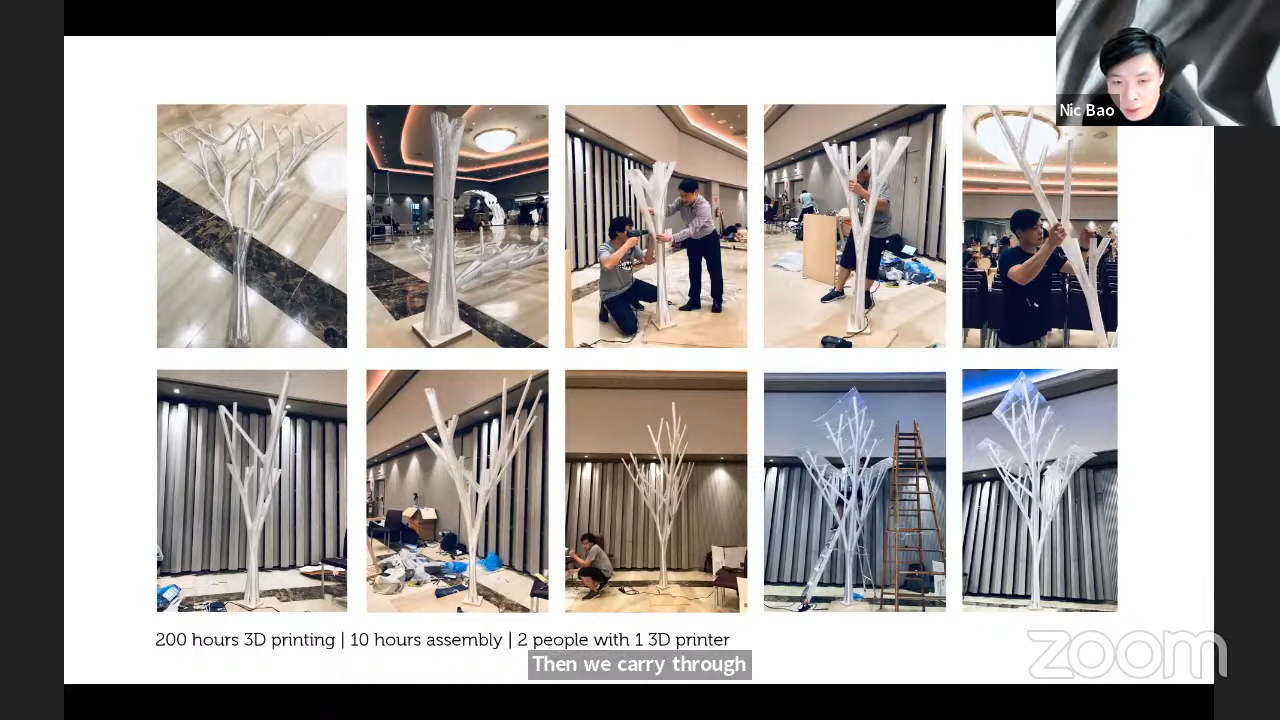 Nic Bao
200 hours 3D printing | 10 hours assembly | 2 people with 1 3D printer
Then we carry through
zoom